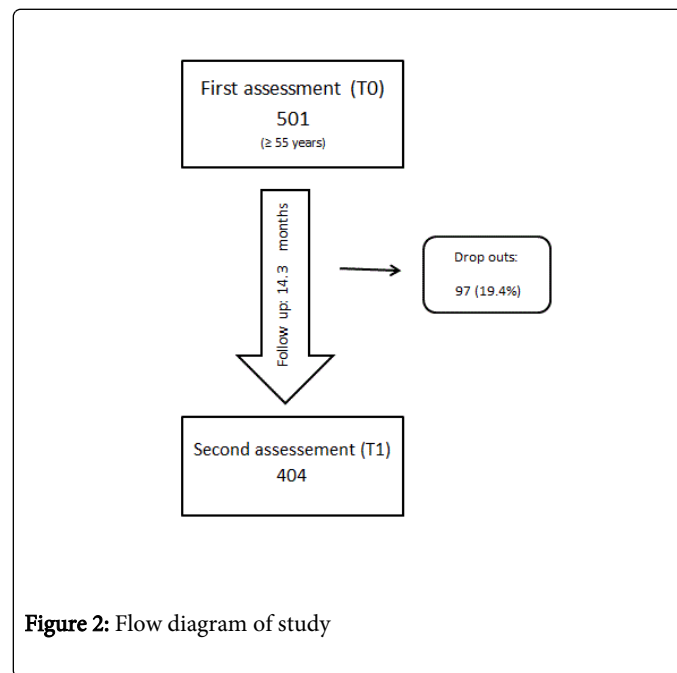 First assessment (T0)
501
(≥ 55 years)
Follow up: 14.3 months
Drop outs:
97 (19.4%)
Second assessement (T1)
404
Figure 2: Flow diagram of study